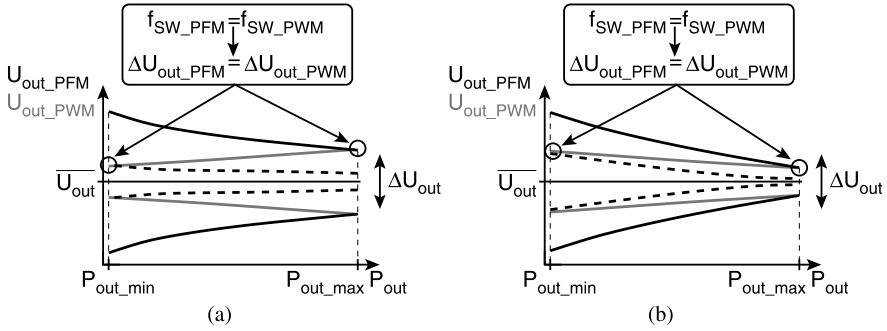 f_SW_PFM = f_SW_PWM
ΔU_out_PFM = ΔU_out_PWM
U_out_PFM
U_out_PWM
U_out
ΔU_out
P_out_min
P_out_max P_out
(a)
f_SW_PFM = f_SW_PWM
ΔU_out_PFM = ΔU_out_PWM
U_out_PFM
U_out_PWM
U_out
ΔU_out
P_out_min
P_out_max P_out
(b)